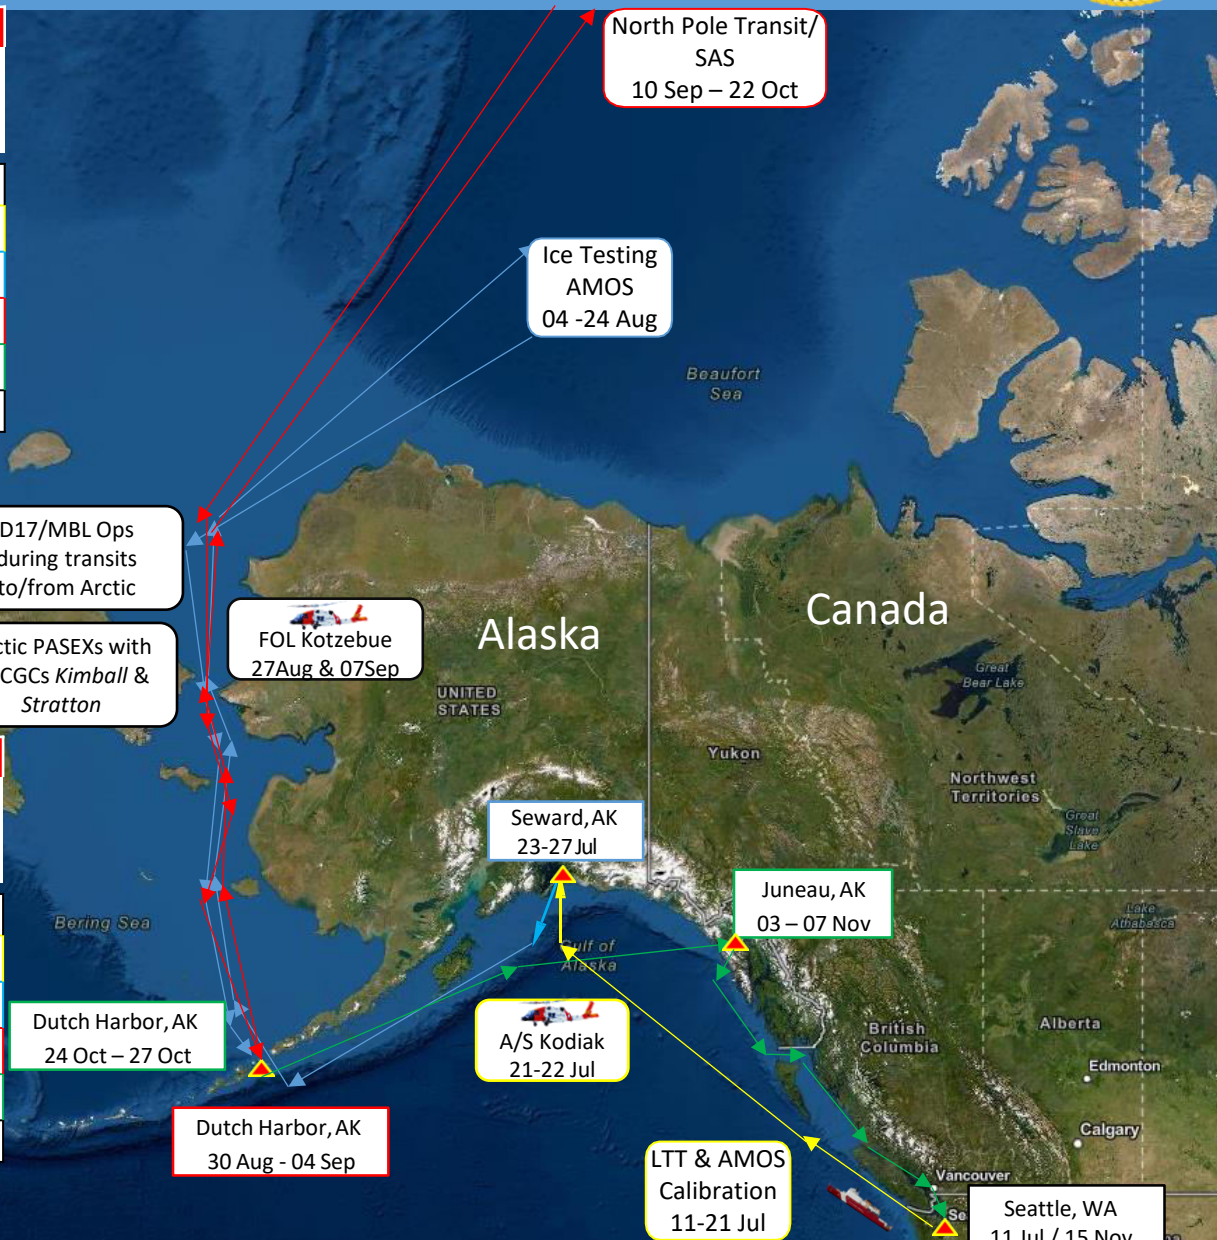 North Pole Transit/
SAS
10 Sep – 22 Oct
Ice Testing
AMOS
04 -24 Aug
Beaufort
Sea
D17/MBL Ops
during transits
to/from Arctic
ctic PASEXs with
CGCs Kimball &
Stratton
FOL Kotzebue
27Aug & 07Sep
Alaska
Canada
UNITED
STATES
Great
Bear Lake
Yukon
Northwest
Territories
Great
Slave
Lake
Seward, AK
23-27 Jul
Juneau, AK
03 – 07 Nov
Lake
Athabasca
Bering Sea
Gulf of
Alaska
Dutch Harbor, AK
24 Oct – 27 Oct
A/S Kodiak
21-22 Jul
British
Columbia
Alberta
Edmonton
Calgary
Dutch Harbor, AK
30 Aug - 04 Sep
LTT & AMOS
Calibration
11-21 Jul
Vancouver
Se
Seattle, WA
11 Jul / 15 Nov